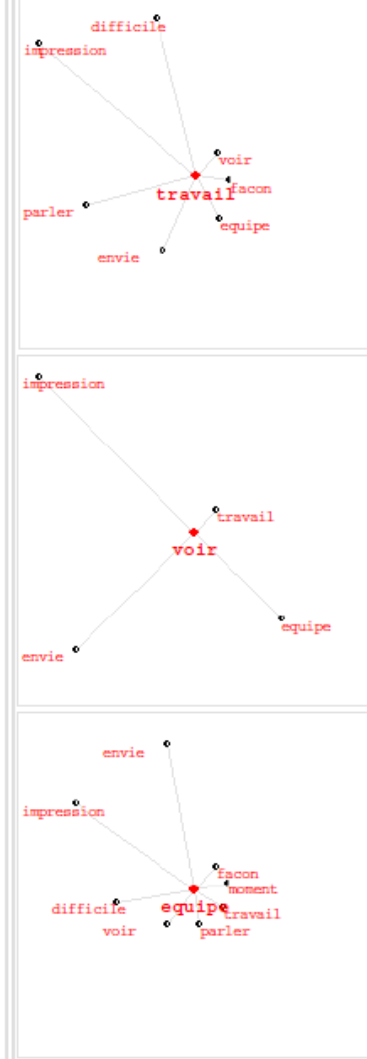 difficile
impression
voir
travail
facon
parler
equipe
envie
impression
travail
voir
equipe
envie
envie
impression
facon
moment
difficile
equipe
travail
voir
parler